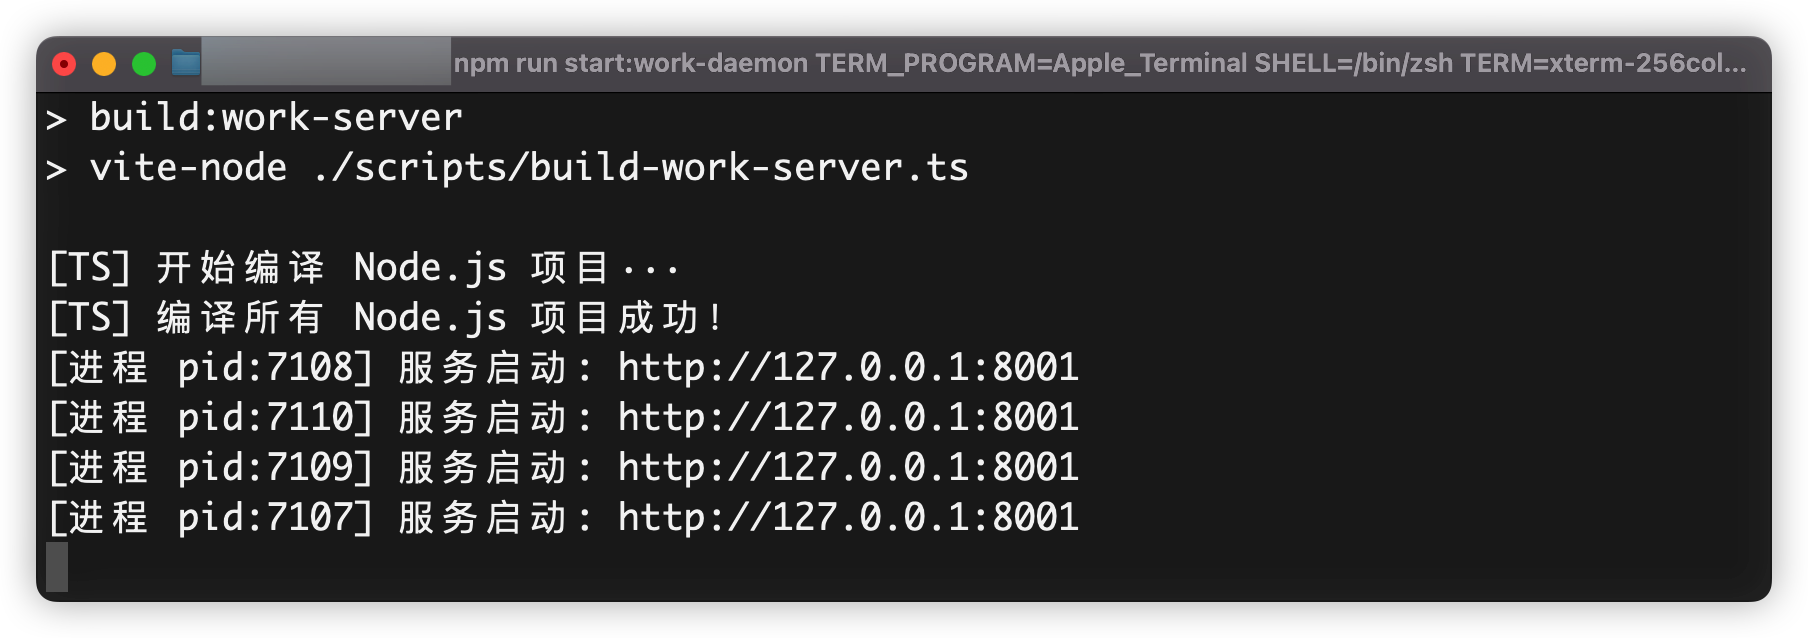 npm run start:work-daemon TERM_PROGRAM=Apple_Terminal SHELL=/bin/zsh TERM=xterm-256col...
> build:work-server
> vite-node ./scripts/build-work-server.ts
[TS] 开始编译 Node.js 项目...
[TS] 编译所有 Node.js 项目成功!
[进程 pid:7108] 服务启动: http://127.0.0.1:8001
[进程 pid:7110] 服务启动: http://127.0.0.1:8001
[进程 pid:7109] 服务启动: http://127.0.0.1:8001
[进程 pid:7107] 服务启动: http://127.0.0.1:8001